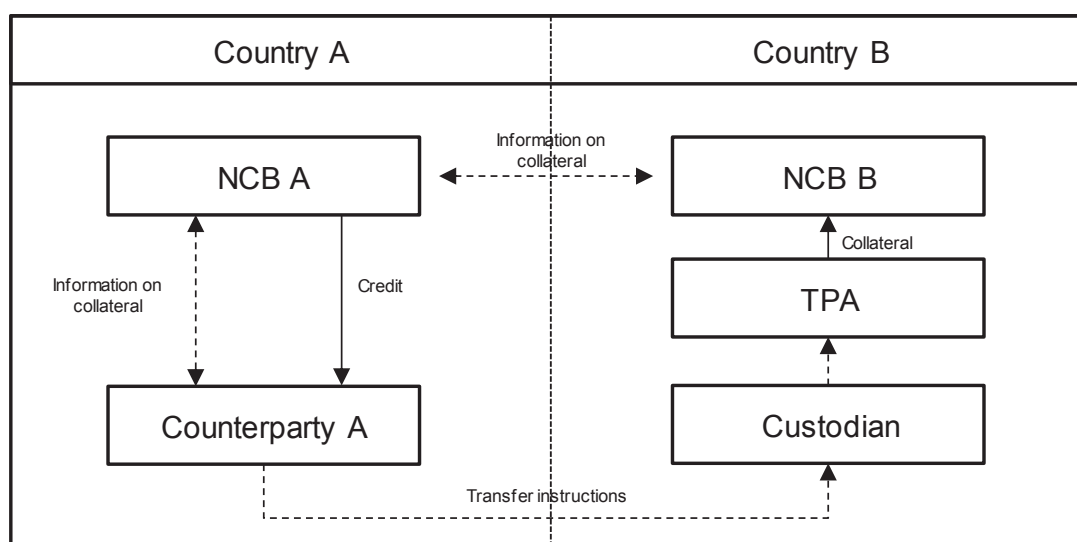 Country A
Country B
NCB A
Information on
collateral
NCB B
Collateral
Information on
collateral
Credit
TPA
Counterparty A
Custodian
Transfer instructions